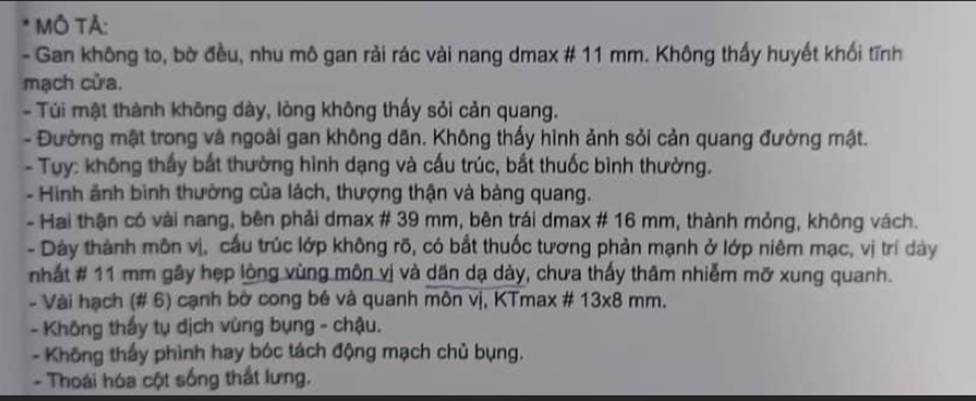 * MÔ TẢ:
- Gan không to, bờ đều, nhu mô gan rải rác vài nang dmax # 11 mm. Không thấy huyết khối tĩnh
mạch cửa.
- Túi mật thành không dày, lòng không thấy sỏi cản quang.
- Đường mật trong và ngoài gan không dãn. Không thấy hình ảnh sỏi cản quang đường mật.
- Tụy: không thấy bất thường hình dạng và cấu trúc, bắt thuốc bình thường.
- Hình ảnh bình thường của lách, thượng thận và bàng quang.
- Hai thận có vài nang, bên phải dmax # 39 mm, bên trái dmax # 16 mm, thành mỏng, không vách.
- Dày thành môn vị, cấu trúc lớp không rõ, có bắt thuốc tương phản mạnh ở lớp niêm mạc, vị trí dày
nhất # 11 mm gây hẹp lòng vùng môn vị và dãn dạ dày, chưa thấy thâm nhiễm mỡ xung quanh.
- Vài hạch (# 6) cạnh bờ cong bé và quanh môn vị, KTmax # 13x8 mm.
- Không thấy tụ dịch vùng bụng - chậu.
- Không thấy phình hay bóc tách động mạch chủ bụng.
- Thoái hóa cột sống thắt lưng.